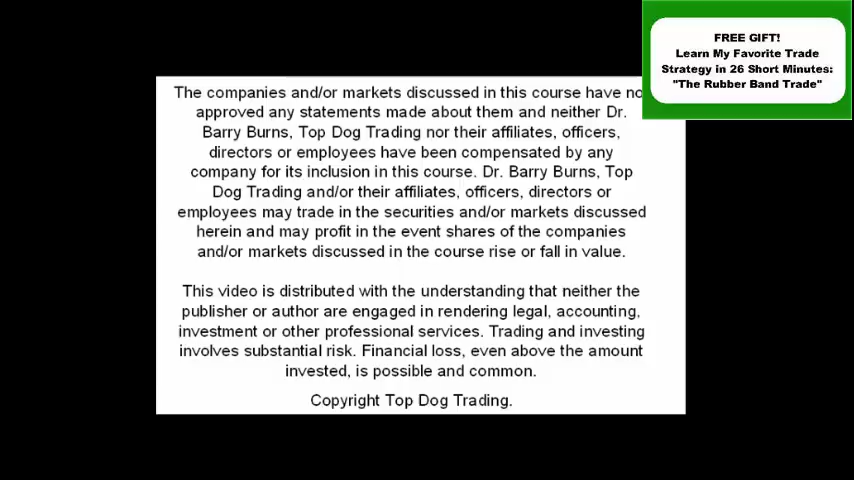 FREE GIFT!
Learn My Favorite Trade
Strategy in 26 Short Minutes:
"The Rubber Band Trade"
The companies and/or markets discussed in this course have no
approved any statements made about them and neither Dr.
Barry Burns, Top Dog Trading nor their affiliates, officers,
directors or employees have been compensated by any
company for its inclusion in this course. Dr. Barry Burns, Top
Dog Trading and/or their affiliates, officers, directors or
employees may trade in the securities and/or markets discussed
herein and may profit in the event shares of the companies
and/or markets discussed in the course rise or fall in value.
This video is distributed with the understanding that neither the
publisher or author are engaged in rendering legal, accounting,
investment or other professional services. Trading and investing
involves substantial risk. Financial loss, even above the amount
invested, is possible and common.
Copyright Top Dog Trading.